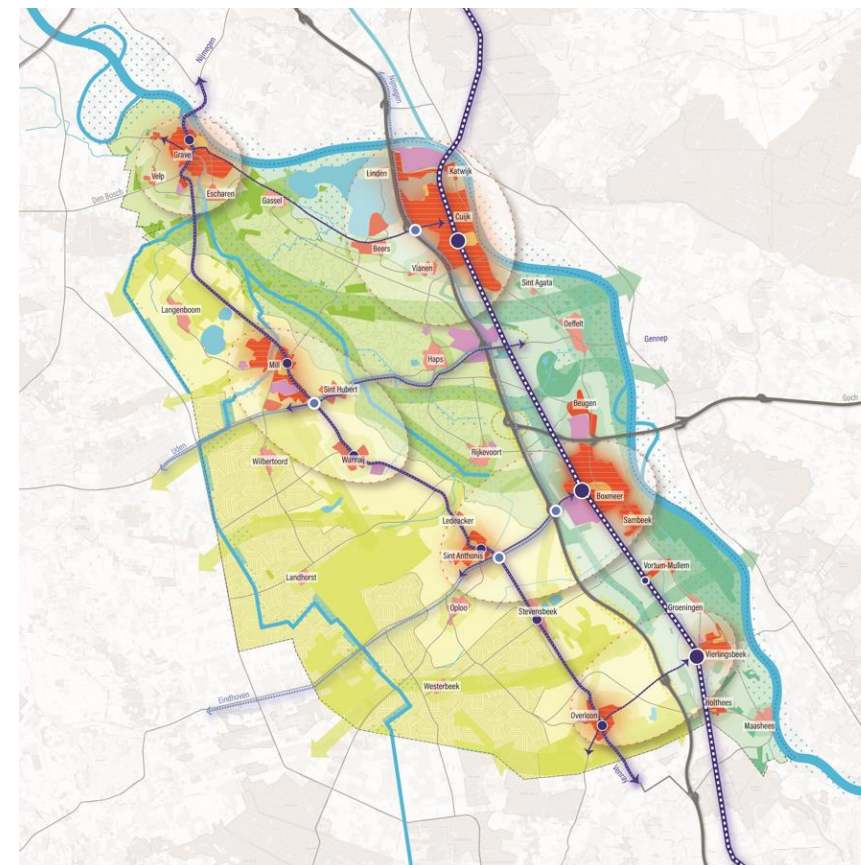 Nijmegen
Nijmegen
Grave
Velp
Escharen
Den Bosch
Gassel
Linden
Katwijk
Cuijk
Beers
Vianen
Sint Agata
Oeffelt
Langenboom
Gennep
Haps
Mill
Sint Hubert
Goch
Beugen
Uden
Wilbertoord
Wanroij
Rijkevoort
Boxmeer
Sambeek
Ledeacker
Sint Anthonis
Vortum-Mullem
Landhorst
Oploo
Groeningen
Stevensbeek
Vierlingsbeek
Westerbeek
Eindhoven
Holthees
Overloon
Maashees
Venray